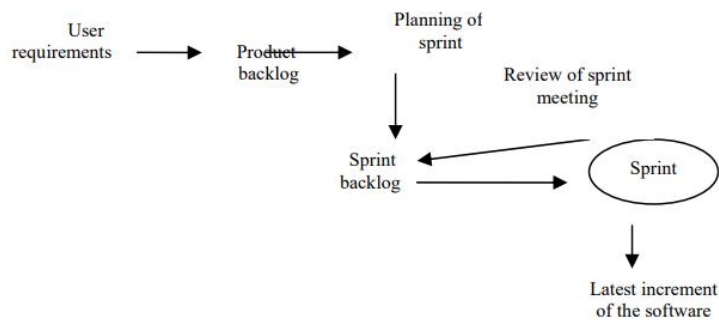 User
requirements
Product
backlog
Planning of
sprint
Review of sprint
meeting
Sprint
backlog
Sprint
Latest increment
of the software